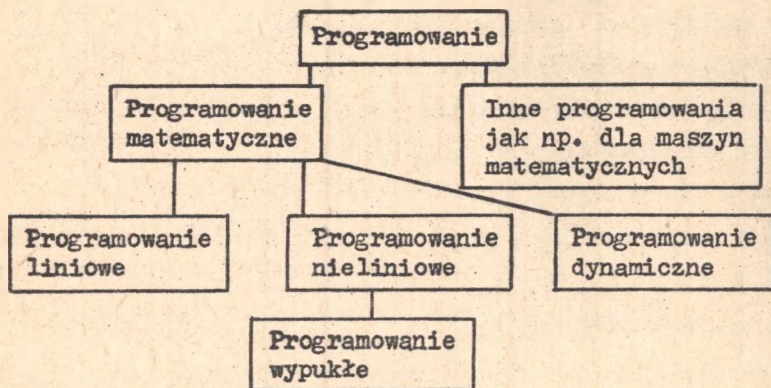 Programowanie
Programowanie
matematyczne
Inne programowania
jak np. dla maszyn
matematycznych
Programowanie
liniowe
Programowanie
nieliniowe
Programowanie
dynamiczne
Programowanie
wypukłe